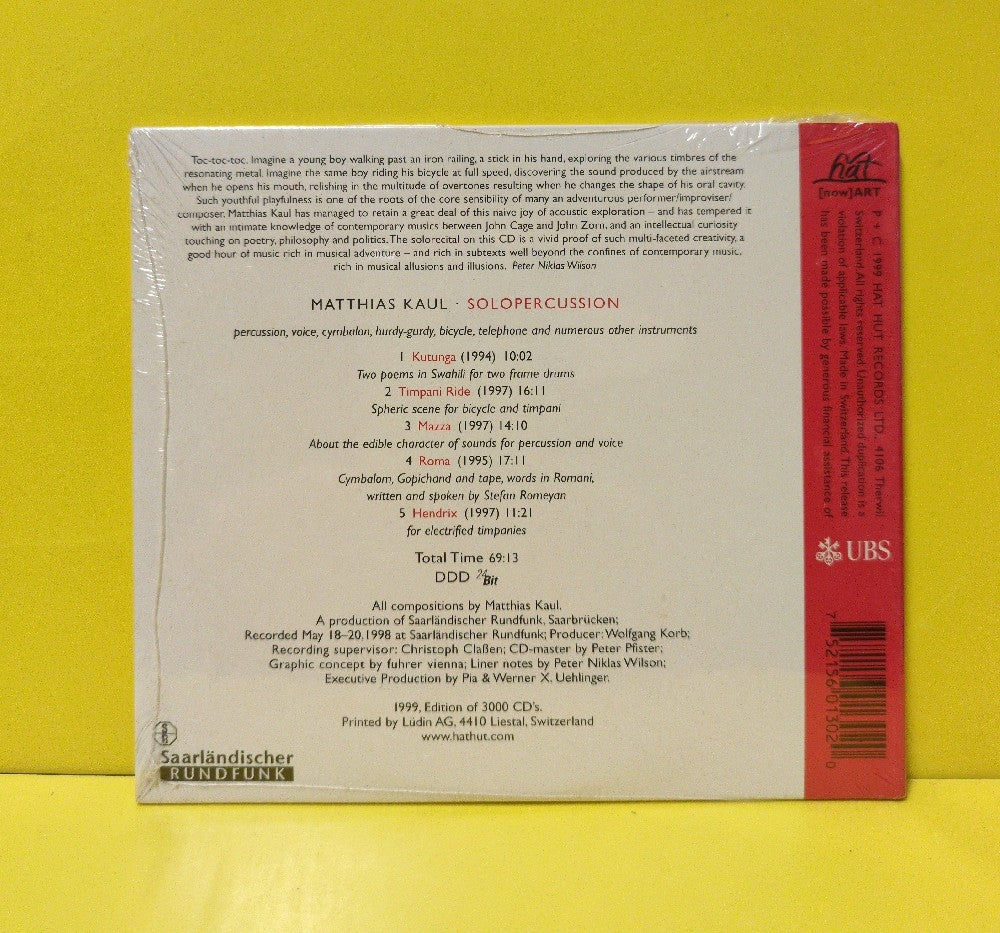 Toc-toc-toc. Imagine a young boy walking past an iron railing, a stick in his hand, exploring the various timbres of the
resonating metal. Imagine the same boy riding his bicycle at full speed, discovering the sound produced by the airstream
when he opens his mouth, relishing in the multitude of overtones resulting when he changes the shape of his oral cavity.
Such youthful playfulness is one of the roots of the core sensibility of many an adventurous performer/improviser/
composer. Matthias Kaul has managed to retain a great deal of this naive joy of acoustic exploration – and has tempered it
with an intimate knowledge of contemporary musics between John Cage and John Zorn, and an intellectual curiosity
touching on poetry, philosophy and politics. The solorecital on this CD is a vivid proof of such multi-faceted creativity, a
good hour of music rich in musical adventure – and rich in subtexts well beyond the confines of contemporary music,
rich in musical allusions and illusions. Peter Niklas Wilson
MATTHIAS KAUL · SOLOPERCUSSION
percussion, voice, cymbalon, hurdy-gurdy, bicycle, telephone and numerous other instruments
1 Kutunga (1994) 10:02
Two poems in Swahili for two frame drums
2 Timpani Ride (1997) 16:11
Spheric scene for bicycle and timpani
3 Mazza (1997) 14:10
About the edible character of sounds for percussion and voice
4 Roma (1995) 17:11
Cymbalom, Gopichand and tape, words in Romani,
written and spoken by Stefan Romeyan
5 Hendrix (1997) 11:21
for electrified timpanies
Total Time 69:13
DDD 24 Bit
All compositions by Matthias Kaul.
A production of Saarländischer Rundfunk, Saarbrücken;
Recorded May 18–20, 1998 at Saarländischer Rundfunk; Producer: Wolfgang Korb;
Recording supervisor: Christoph Claßen; CD-master by Peter Pfister;
Graphic concept by fuhrer vienna; Liner notes by Peter Niklas Wilson;
Executive Production by Pia & Werner X. Uehlinger.
1999, Edition of 3000 CD's.
Printed by Lüdin AG, 4410 Liestal, Switzerland
www.hathut.com
SR
Saarländischer
RUNDFUNK
hat
[now]ART
P + C 1999 HAT HUT RECORDS LTD., 4106 Therwil
Switzerland. All rights reserved. Unauthorized duplication is a
violation of applicable laws. Made in Switzerland. This release
has been made possible by generous financial assistance of
UBS
7 52156 01302 0